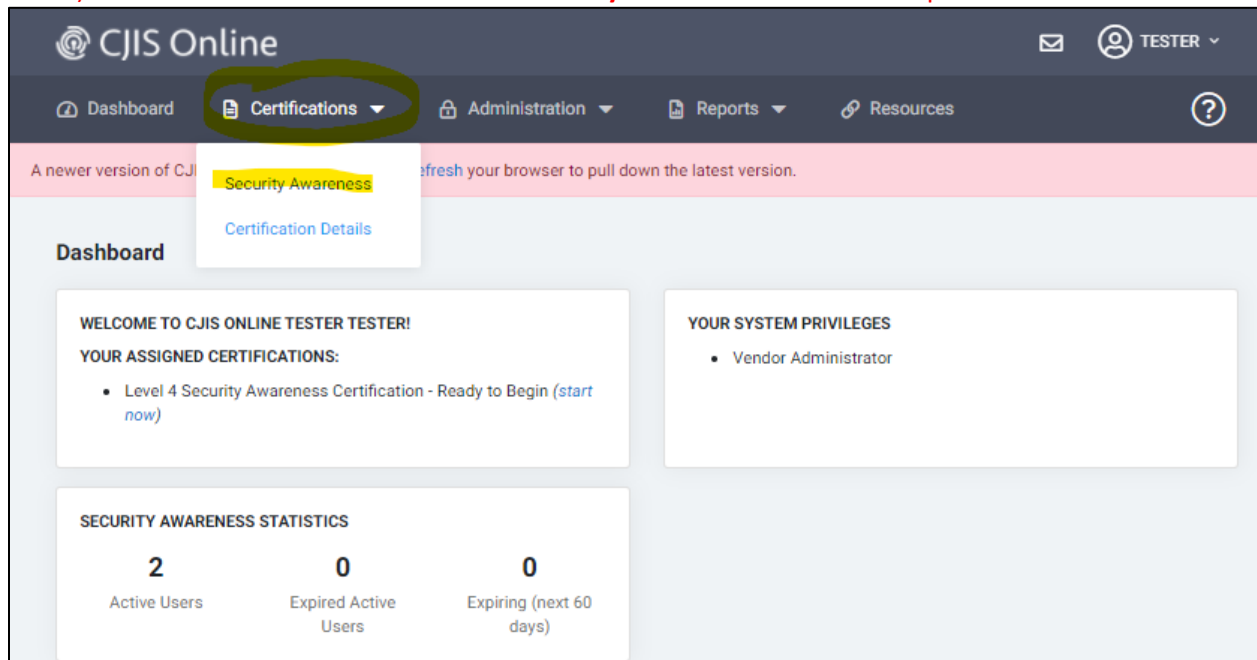 CJIS Online
TESTER
Dashboard Certifications Administration Reports Resources
?
A newer version of CJI
refresh your browser to pull down the latest version.
Security Awareness
Certification Details
Dashboard
WELCOME TO CJIS ONLINE TESTER TESTER!
YOUR ASSIGNED CERTIFICATIONS:
• Level 4 Security Awareness Certification - Ready to Begin (start
now)
YOUR SYSTEM PRIVILEGES
• Vendor Administrator
SECURITY AWARENESS STATISTICS
2 0 0
Active Users Expired Active Expiring (next 60
Users days)